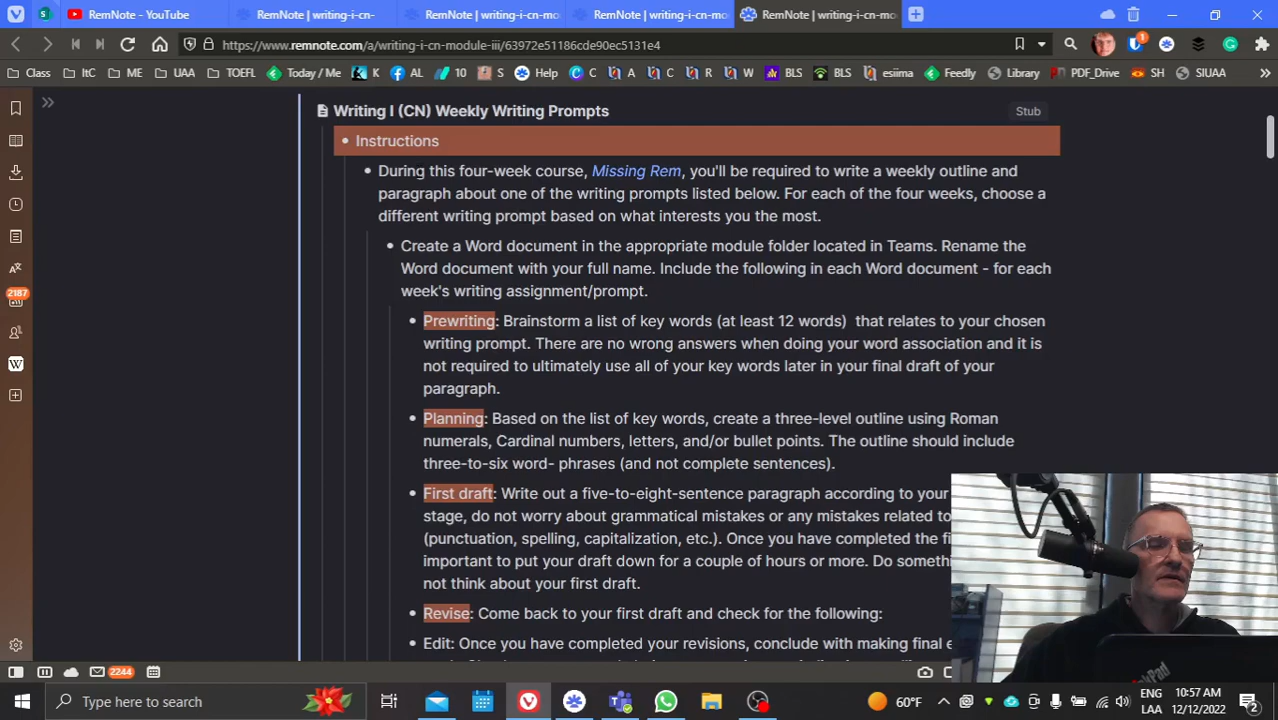 RemNote - YouTube
RemNote | writing-i-cn-
RemNote | writing-i-cn-mo
RemNote | writing-i-cn-mo
RemNote | writing-i-cn-mo
https://www.remnote.com/a/writing-i-cn-module-iii/63972e51186cde90ec5131e4
1
Class
ItC
ME
UAA
TOEFL
Today / Me
K
AL
10
S
Help
C
A
C
R
W
BLS
BLS
esiima
Feedly
Library
PDF_Drive
SH
SIUAA
Writing I (CN) Weekly Writing Prompts
Stub
Instructions
During this four-week course, Missing Rem, you'll be required to write a weekly outline and
paragraph about one of the writing prompts listed below. For each of the four weeks, choose a
different writing prompt based on what interests you the most.
Create a Word document in the appropriate module folder located in Teams. Rename the
Word document with your full name. Include the following in each Word document - for each
week's writing assignment/prompt.
2187
Prewriting: Brainstorm a list of key words (at least 12 words) that relates to your chosen
writing prompt. There are no wrong answers when doing your word association and it is
not required to ultimately use all of your key words later in your final draft of your
paragraph.
Planning: Based on the list of key words, create a three-level outline using Roman
numerals, Cardinal numbers, letters, and/or bullet points. The outline should include
three-to-six word- phrases (and not complete sentences).
First draft: Write out a five-to-eight-sentence paragraph according to your
stage, do not worry about grammatical mistakes or any mistakes related to
(punctuation, spelling, capitalization, etc.). Once you have completed the fi
important to put your draft down for a couple of hours or more. Do someth
not think about your first draft.
Revise: Come back to your first draft and check for the following:
Edit: Once you have completed your revisions, conclude with making final e
2244
Type here to search
60°F
ENG
LAA
10:57 AM
12/12/2022
2